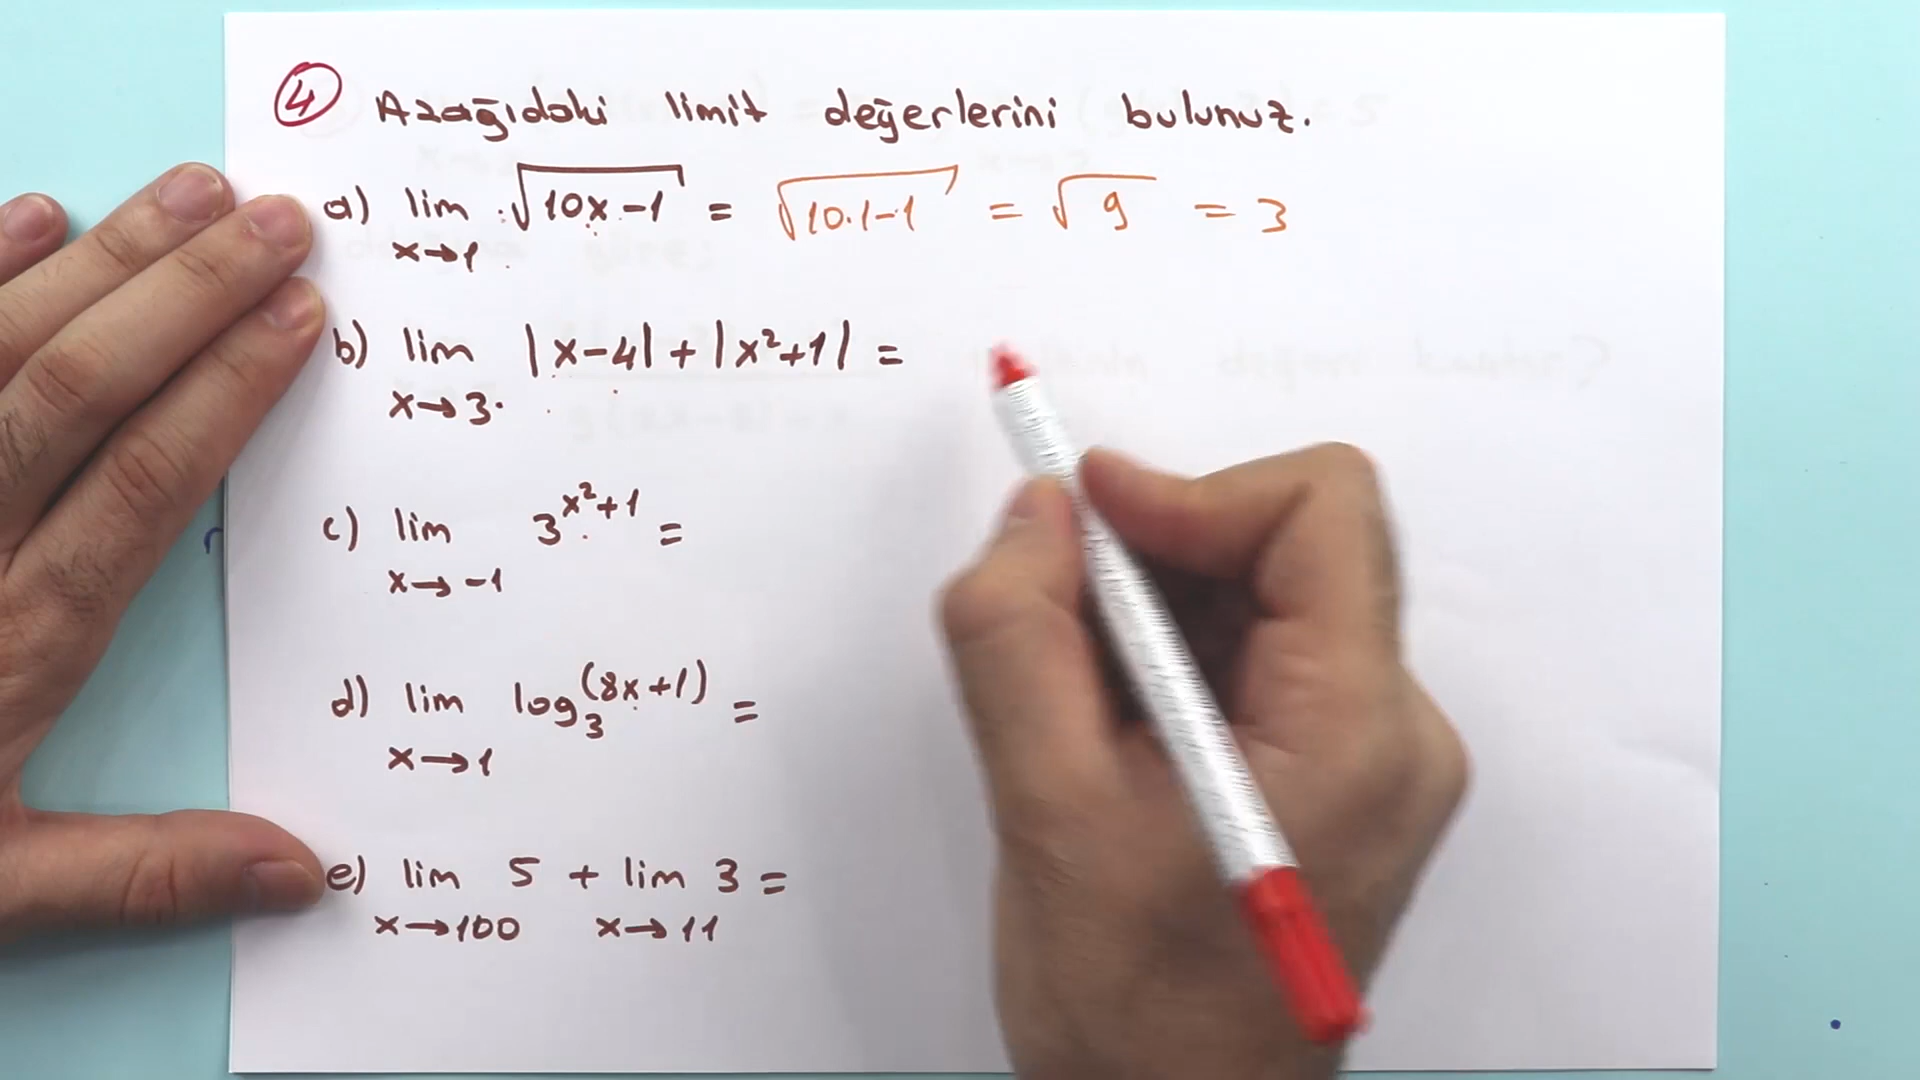 4 Aşağıdaki limit değerlerini bulunuz.
a) lim √10x-1 = √10.1-1 = √9 = 3
x→1
b) lim |x-4| + |x²+1| =
x→3
c) lim 3^x²+1 =
x→-1
d) lim log₃(8x+1) =
x→1
e) lim 5 + lim 3 =
x→100 x→11